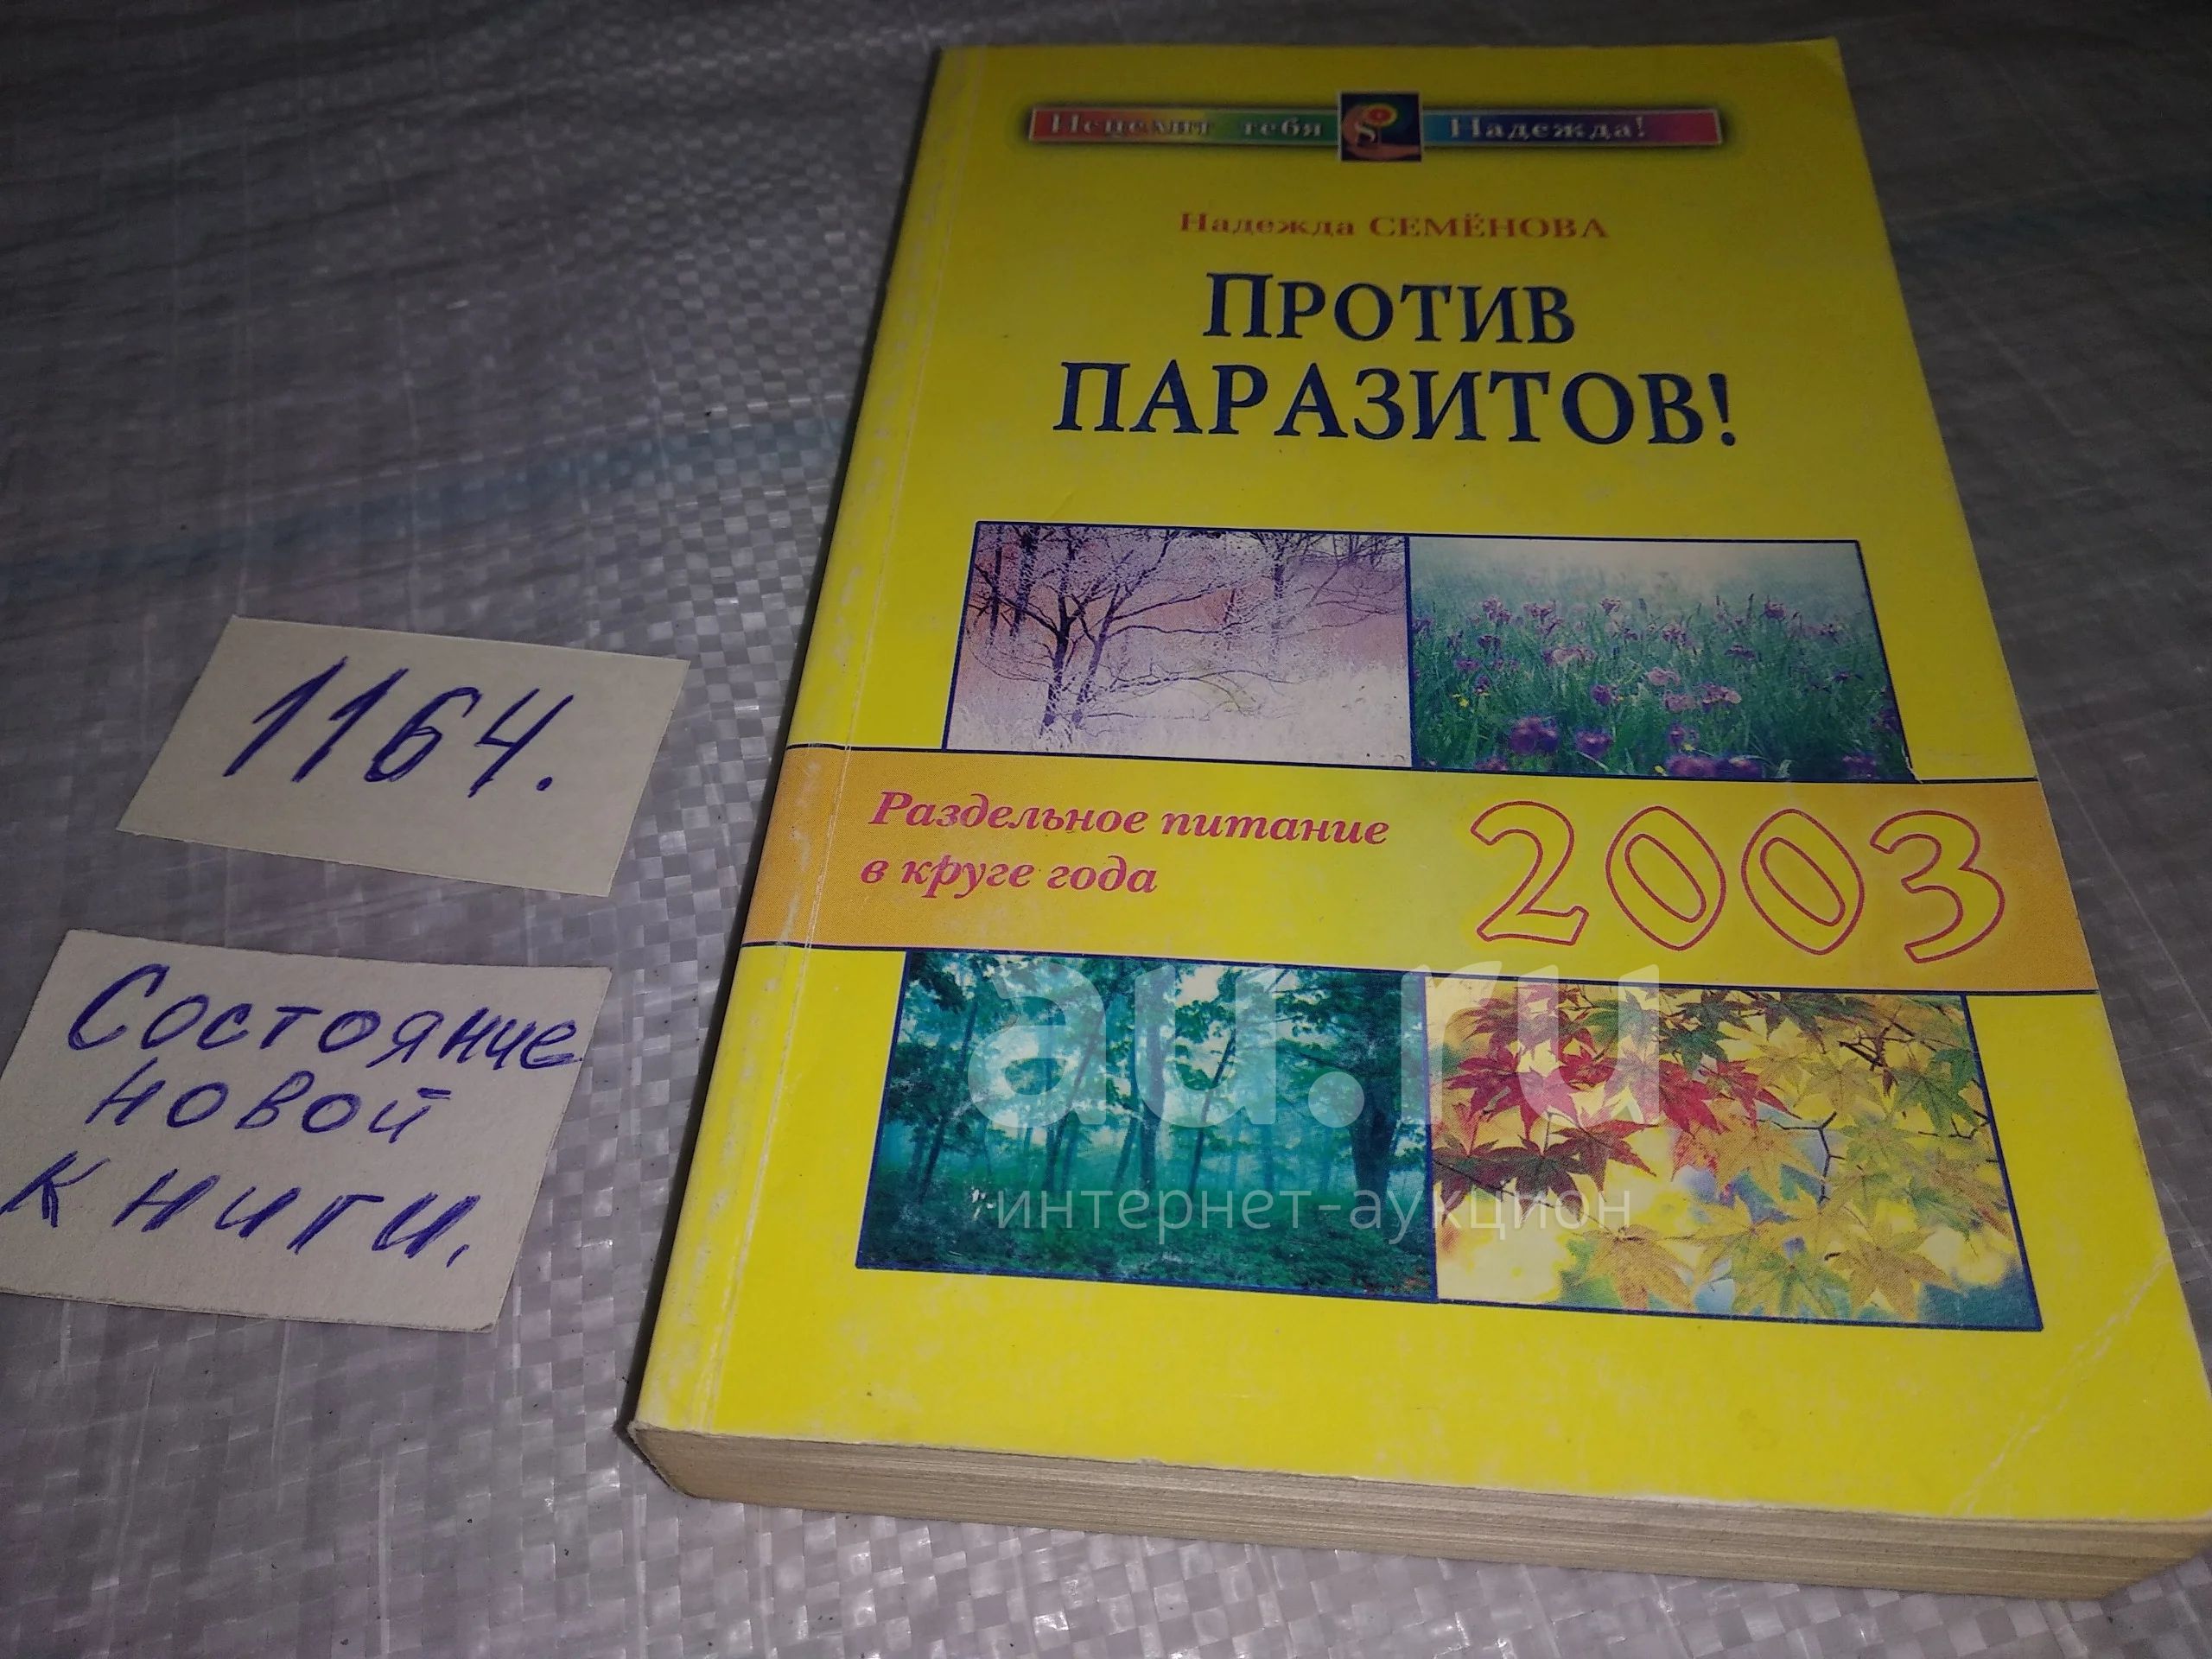 Исцелит тебя Надежда!
Надежда СЕМЁНОВА
ПРОТИВ
ПАРАЗИТОВ!
Раздельное питание
в круге года
2003
1164.
Состояние
новой
книги.
au.ru
интернет-аукцион